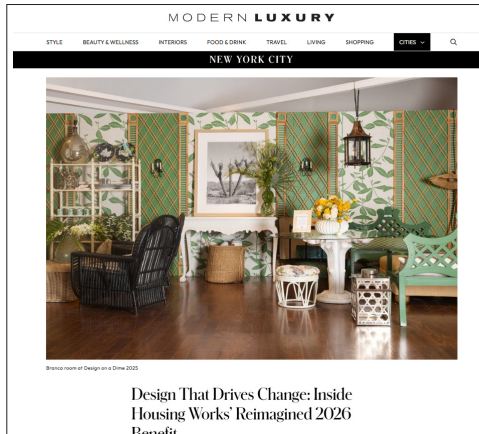 MODERN LUXURY
STYLE BEAUTY & WELLNESS INTERIORS FOOD & DRINK TRAVEL LIVING SHOPPING CITIES
NEW YORK CITY
Branca room at Design on a Dime 2025
Design That Drives Change: Inside
Housing Works’ Reimagined 2026
Benefit